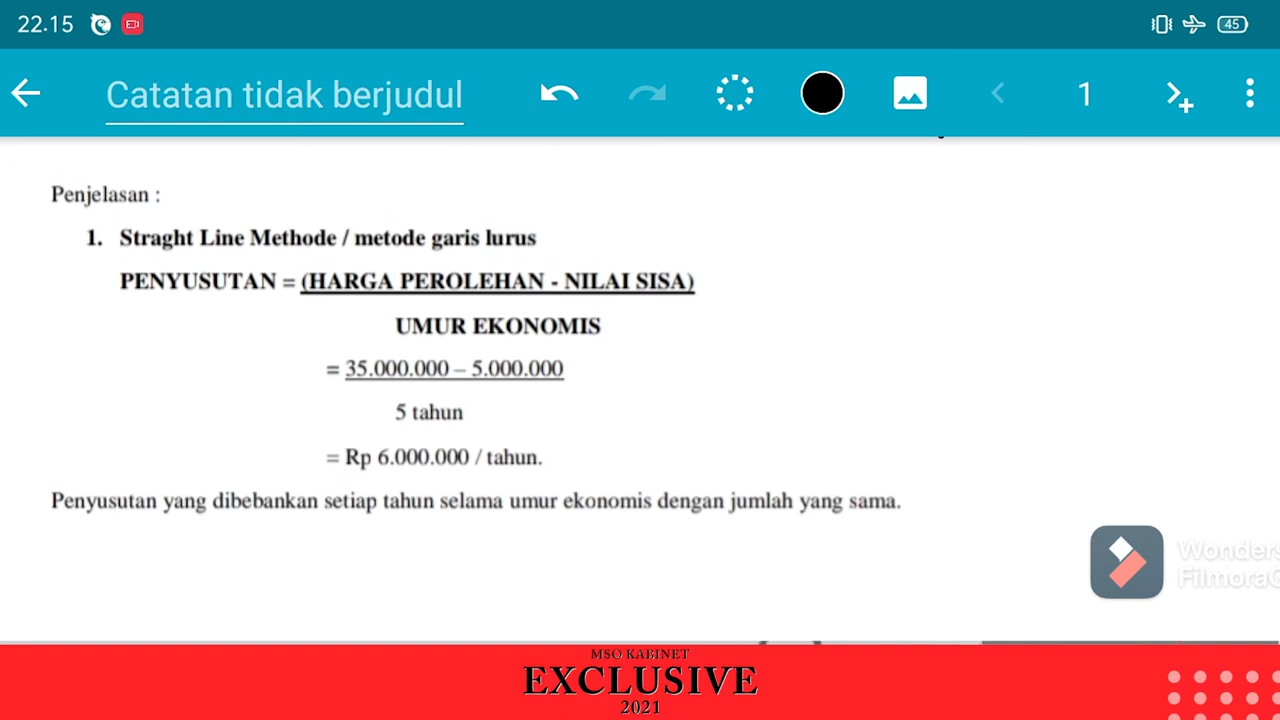 22.15
45
Catatan tidak berjudul
1
Penjelasan :
1. Straght Line Methode / metode garis lurus
PENYUSUTAN = (HARGA PEROLEHAN - NILAI SISA)
UMUR EKONOMIS
= 35.000.000 – 5.000.000
5 tahun
= Rp 6.000.000 / tahun.
Penyusutan yang dibebankan setiap tahun selama umur ekonomis dengan jumlah yang sama.
Wonders
FilmoraG
MSO KABINET
EXCLUSIVE
2021